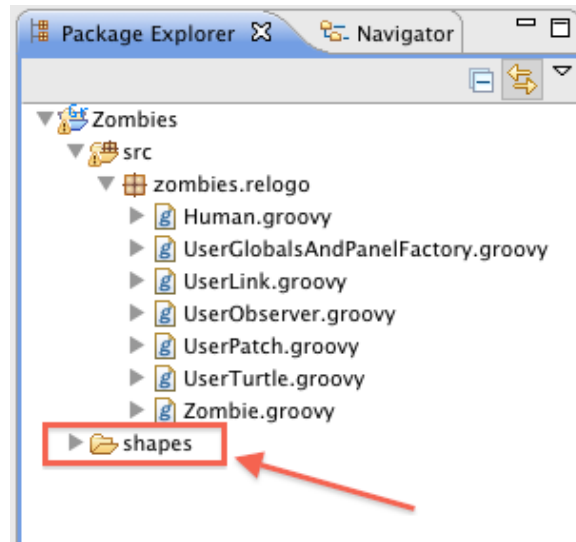 Package Explorer Navigator
Zombies
src
zombies.relogo
Human.groovy
UserGlobalsAndPanelFactory.groovy
UserLink.groovy
UserObserver.groovy
UserPatch.groovy
UserTurtle.groovy
Zombie.groovy
shapes